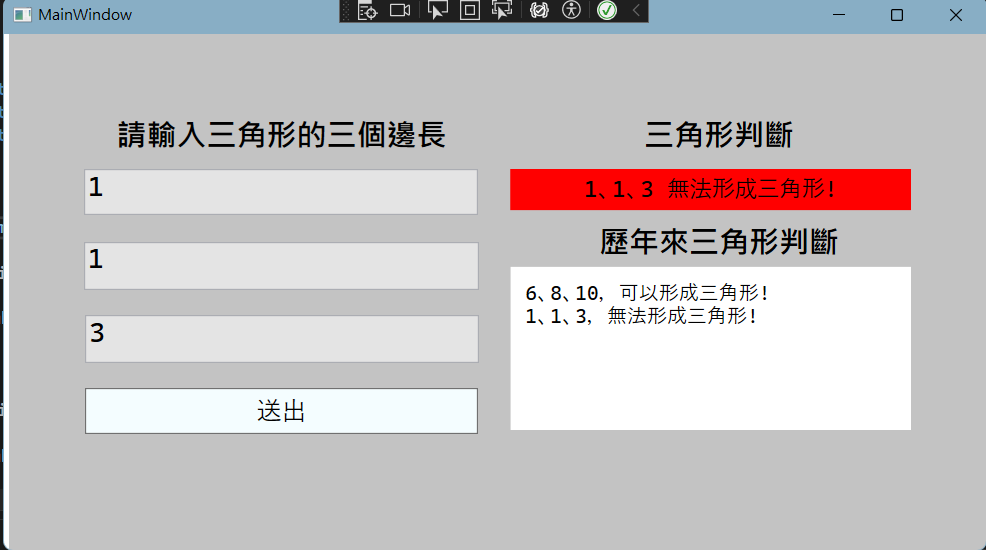 MainWindow
請輸入三角形的三個邊長
1
1
3
送出
三角形判斷
1、1、3 無法形成三角形!
歷年來三角形判斷
6、8、10, 可以形成三角形!
1、1、3, 無法形成三角形!